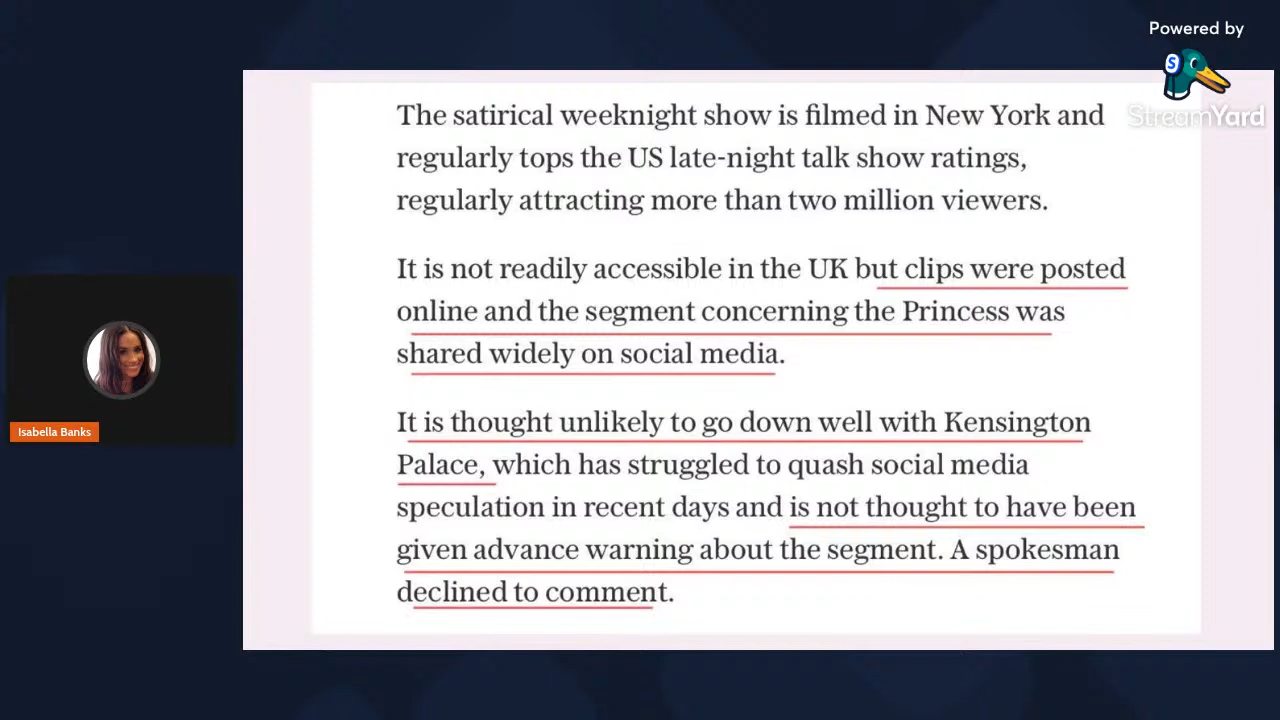 Powered by
S
StreamYard
The satirical weeknight show is filmed in New York and
regularly tops the US late-night talk show ratings,
regularly attracting more than two million viewers.
It is not readily accessible in the UK but clips were posted
online and the segment concerning the Princess was
shared widely on social media.
It is thought unlikely to go down well with Kensington
Palace, which has struggled to quash social media
speculation in recent days and is not thought to have been
given advance warning about the segment. A spokesman
declined to comment.
Isabella Banks